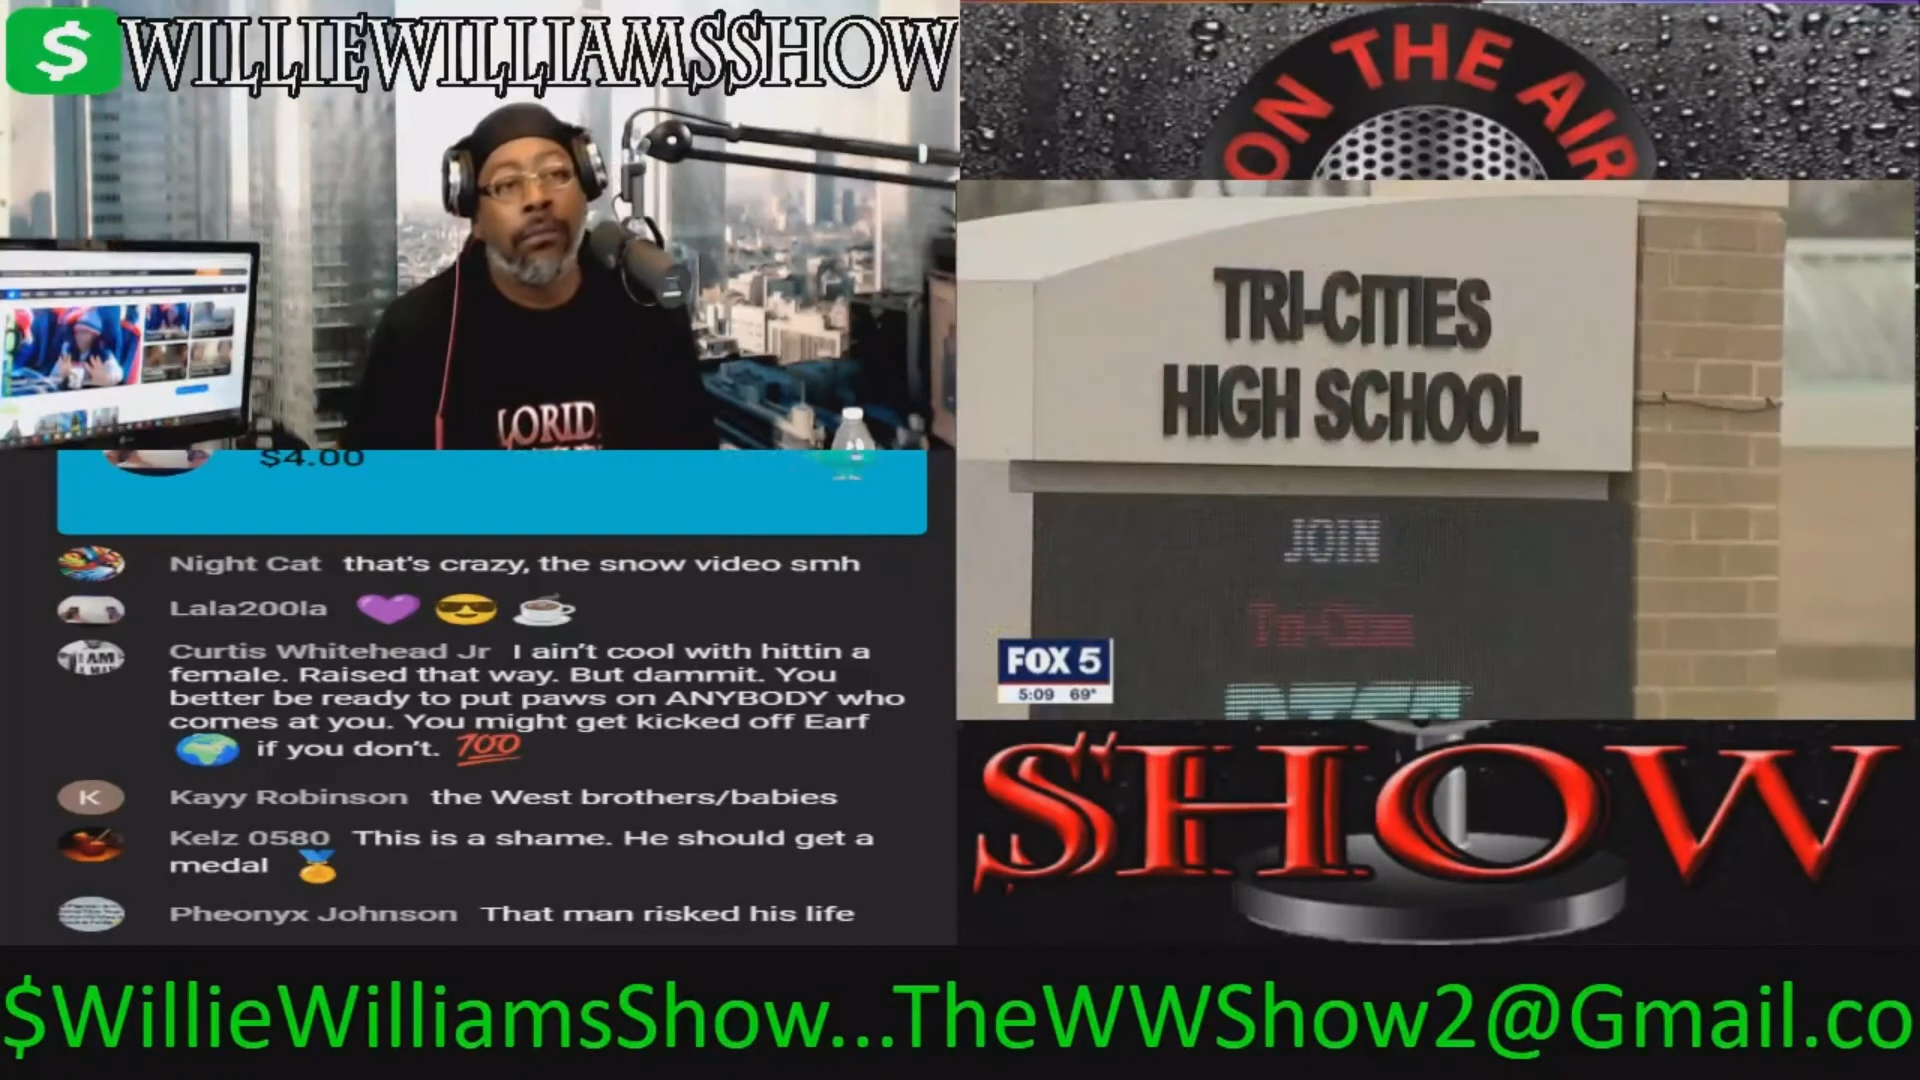 $WILLIEWILLIAMSSHOW
ON THE AIR
TRI-CITIES
HIGH SCHOOL
JOIN
FOX 5
5:09 69°
LORID
$4.00
Night Cat that's crazy, the snow video smh
Lala200la 💜 😎 ☕
I AM
Curtis Whitehead Jr I ain't cool with hittin a
female. Raised that way. But dammit. You
better be ready to put paws on ANYBODY who
comes at you. You might get kicked off Earf
🌍 if you don't. 💯
K
Kayy Robinson the West brothers/babies
Kelz 0580 This is a shame. He should get a
medal 🏅
Pheonyx Johnson That man risked his life
SHOW
$WillieWilliamsShow...TheWWShow2@Gmail.co